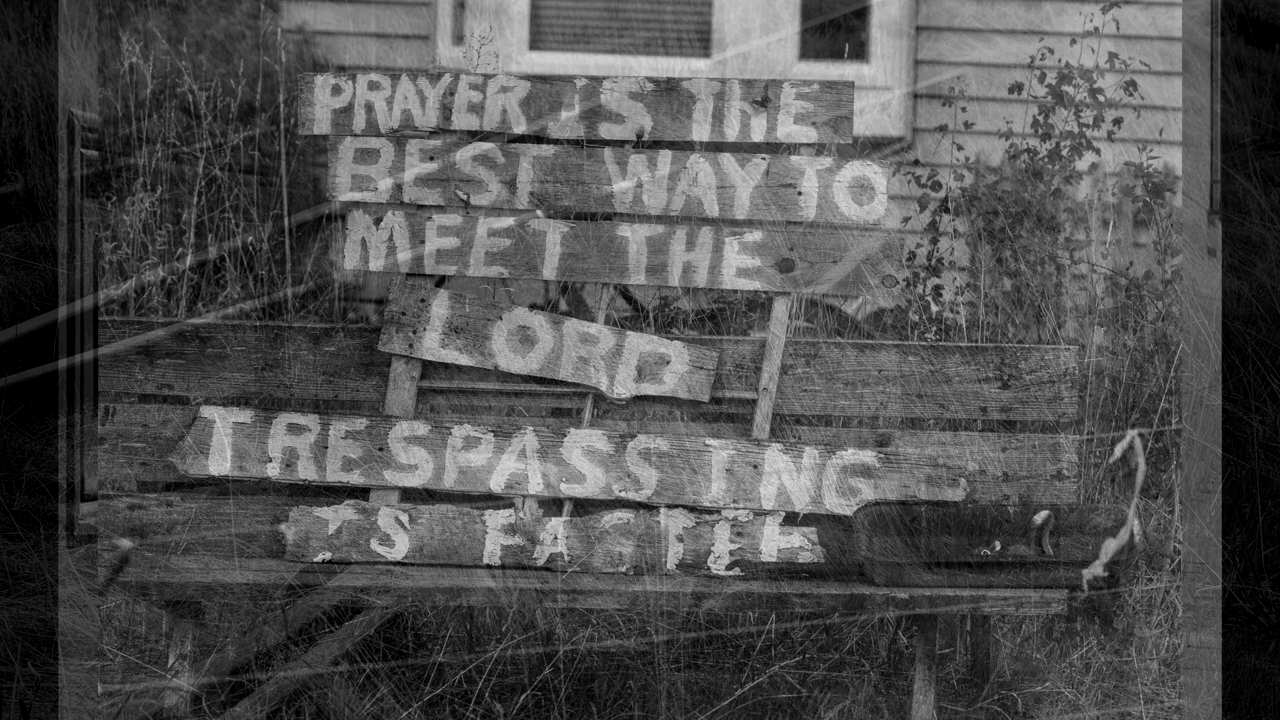 PRAYER IS ThE
BEST WAY TO
MEET THE
LORD
TRESPASSING
IS FASTER